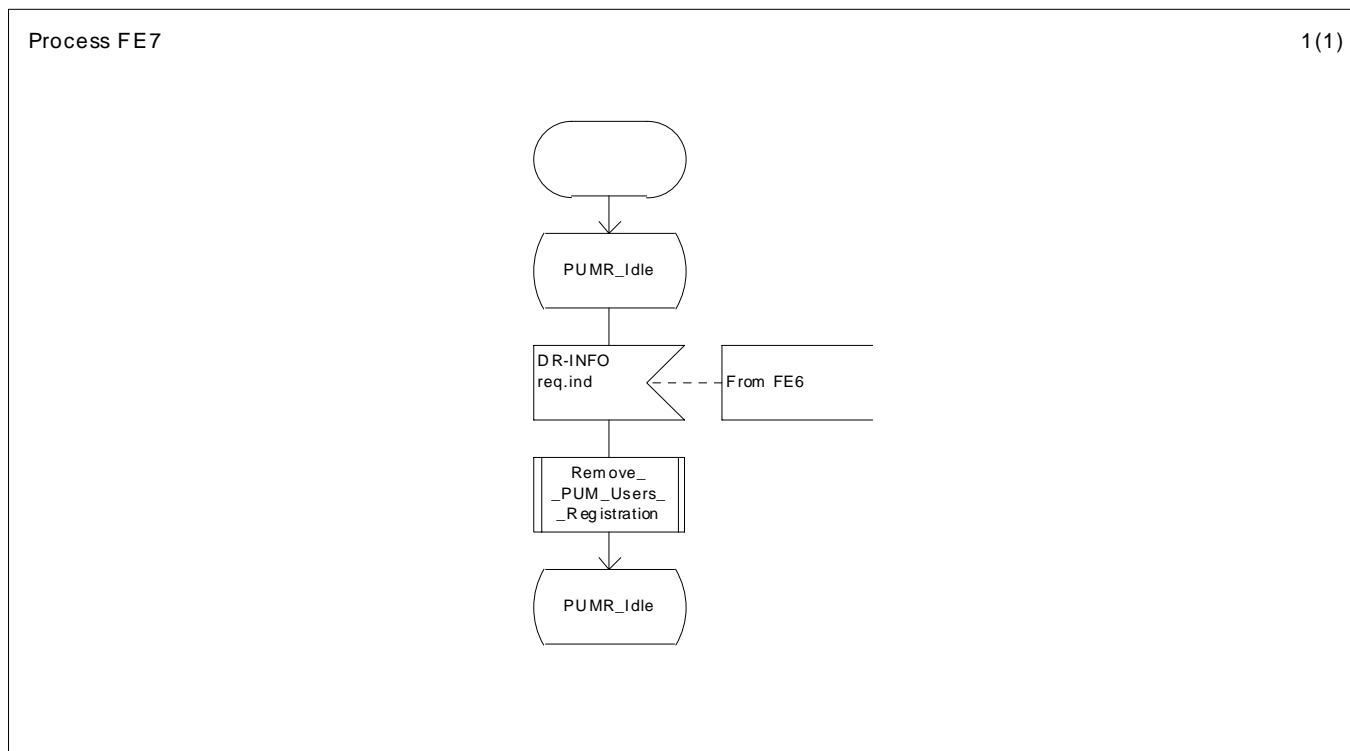 Process FE7
1(1)
PUMR_Idle
DR-INFO
req.ind
From FE6
Remove_
_PUM_Users_
_Registration
PUMR_Idle